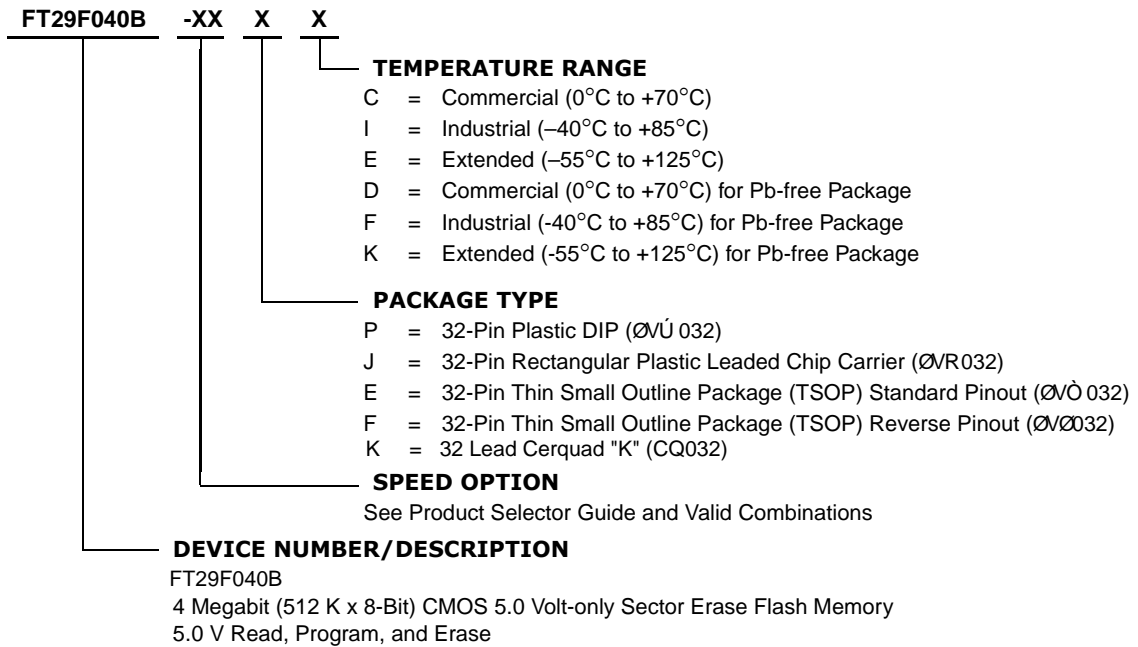 FT29F040B -XX X X
TEMPERATURE RANGE
C = Commercial (0°C to +70°C)
I = Industrial (–40°C to +85°C)
E = Extended (–55°C to +125°C)
D = Commercial (0°C to +70°C) for Pb-free Package
F = Industrial (-40°C to +85°C) for Pb-free Package
K = Extended (-55°C to +125°C) for Pb-free Package
PACKAGE TYPE
P = 32-Pin Plastic DIP (ØVÚ 032)
J = 32-Pin Rectangular Plastic Leaded Chip Carrier (ØVR032)
E = 32-Pin Thin Small Outline Package (TSOP) Standard Pinout (ØVÒ 032)
F = 32-Pin Thin Small Outline Package (TSOP) Reverse Pinout (ØVØ032)
K = 32 Lead Cerquad "K" (CQ032)
SPEED OPTION
See Product Selector Guide and Valid Combinations
DEVICE NUMBER/DESCRIPTION
FT29F040B
4 Megabit (512 K x 8-Bit) CMOS 5.0 Volt-only Sector Erase Flash Memory
5.0 V Read, Program, and Erase